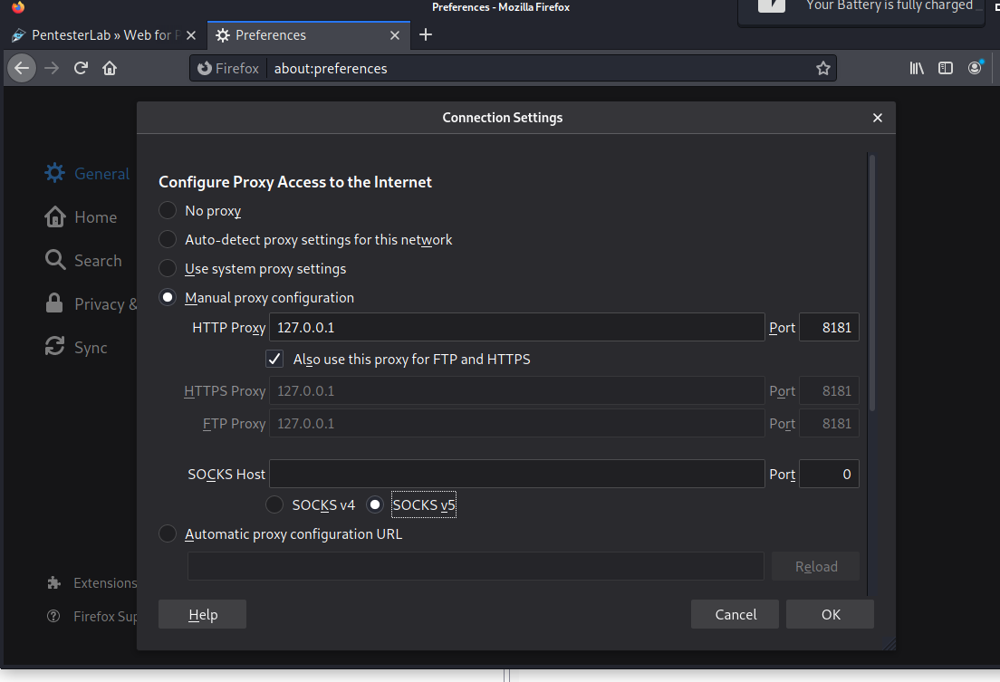 Preferences - Mozilla Firefox
Your Battery is fully charged
PentesterLab » Web for P
Preferences
Firefox
about:preferences
Connection Settings
Configure Proxy Access to the Internet
General
No proxy
Home
Auto-detect proxy settings for this network
Search
Use system proxy settings
Privacy &
Manual proxy configuration
HTTP Proxy 127.0.0.1 Port 8181
Sync
Also use this proxy for FTP and HTTPS
HTTPS Proxy 127.0.0.1 Port 8181
FTP Proxy 127.0.0.1 Port 8181
SOCKS Host Port 0
SOCKS v4 SOCKS v5
Automatic proxy configuration URL
Reload
Extensions
Firefox Sup
Help Cancel OK